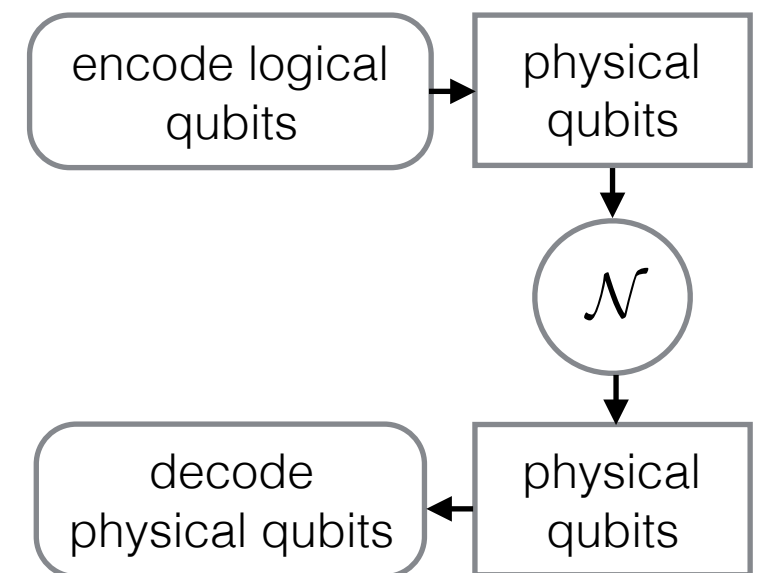 encode logical
qubits
physical
qubits
𝒩
physical
qubits
decode
physical qubits